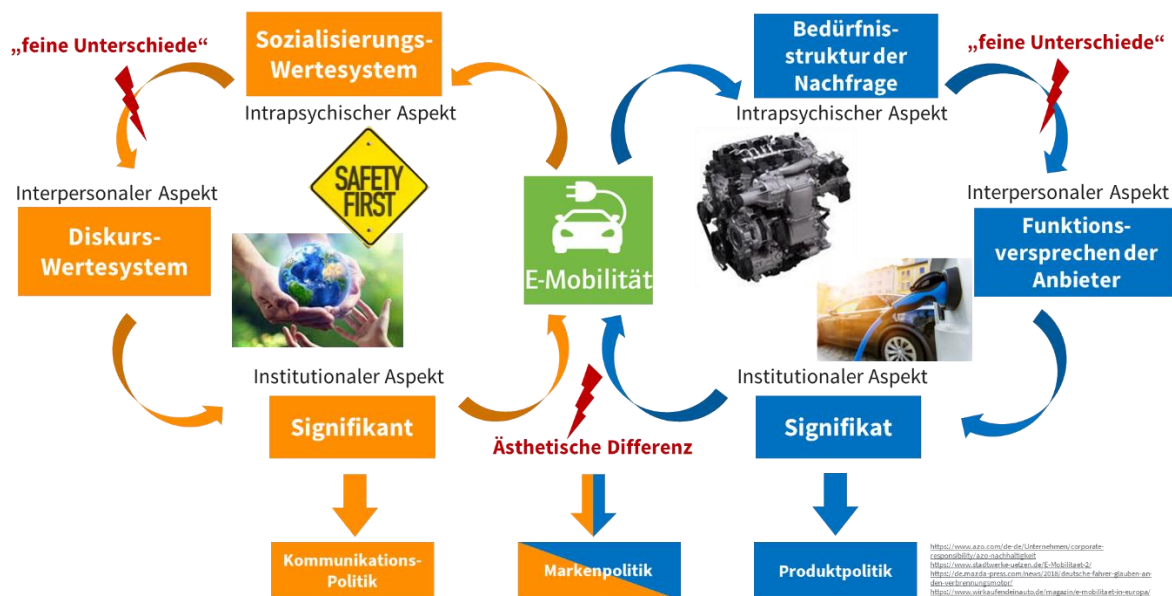 „feine Unterschiede“
Sozialisierungs-
Wertesystem
Intrapsychischer Aspekt
Interpersonaler Aspekt
Diskurs-
Wertesystem
SAFETY
FIRST
Institutionaler Aspekt
Signifikant
Kommunikations-
Politik
E-Mobilität
Ästhetische Differenz
Markenpolitik
Bedürfnis-
struktur der
Nachfrage
Intrapsychischer Aspekt
„feine Unterschiede“
Interpersonaler Aspekt
Funktions-
versprechen der
Anbieter
Institutionaler Aspekt
Signifikat
Produktpolitik
https://www.azo.com/de-de/Unternehmen/corporate-
responsibility/azo-nachhaltigkeit
https://www.stadtwerke-uelzen.de/E-Mobilitaet-2/
https://de.mazda-press.com/news/2018/deutsche-fahrer-glauben-an-
den-verbrennungsmotor/
https://www.wirkaufendeinauto.de/magazin/e-mobilitaet-in-europa/